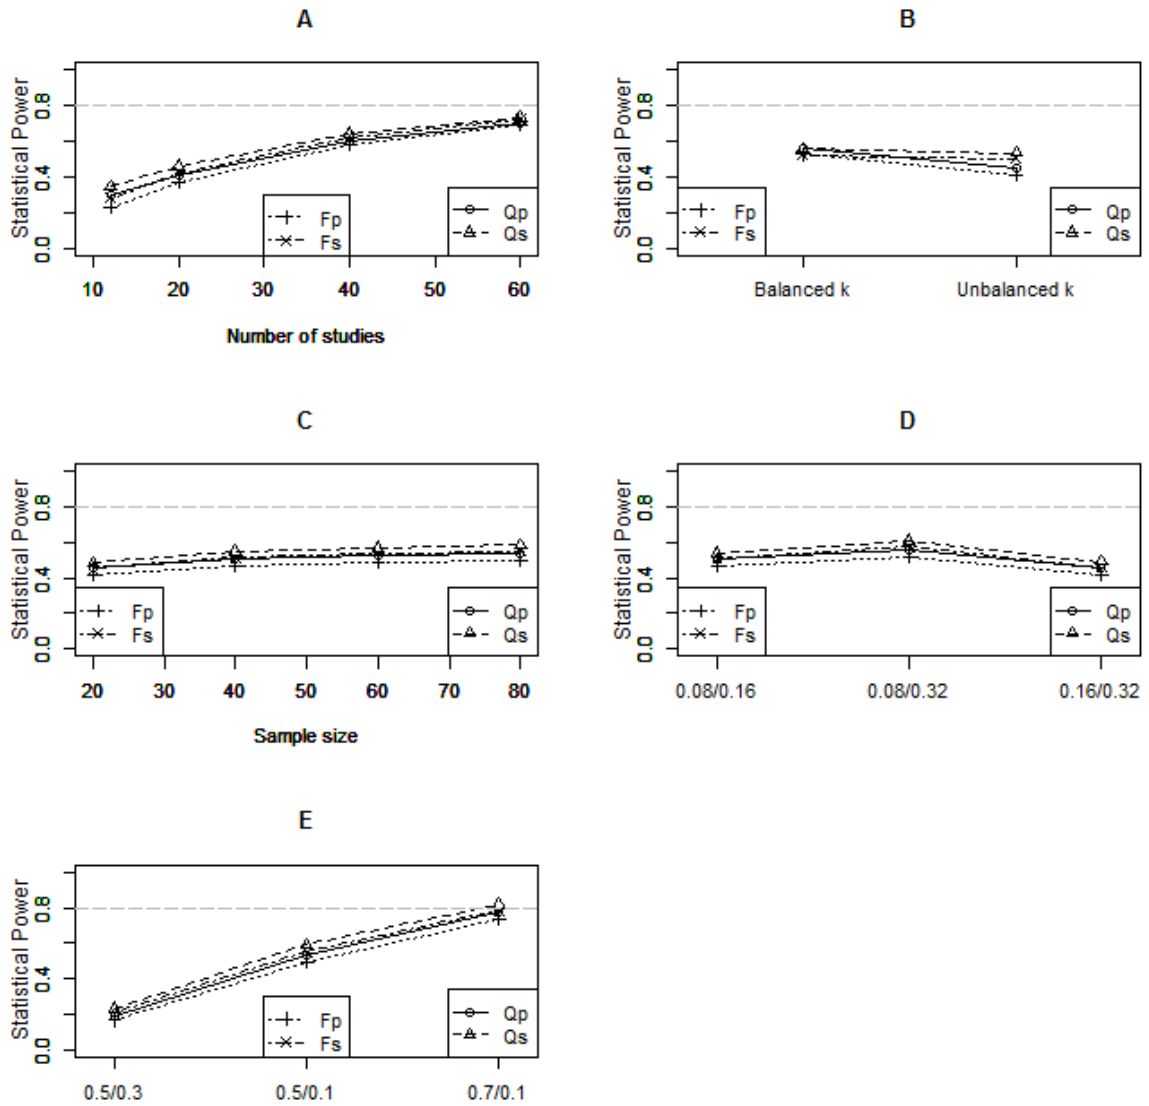 A
Statistical Power
0.0 0.4 0.8
Fp
Fs
Qp
Qs
10 20 30 40 50 60
Number of studies
B
Statistical Power
0.0 0.4 0.8
Fp
Fs
Qp
Qs
Balanced k Unbalanced k
C
Statistical Power
0.0 0.4 0.8
Fp
Fs
Qp
Qs
20 30 40 50 60 70 80
Sample size
D
Statistical Power
0.0 0.4 0.8
Fp
Fs
Qp
Qs
0.08/0.16 0.08/0.32 0.16/0.32
E
Statistical Power
0.0 0.4 0.8
Fp
Fs
Qp
Qs
0.5/0.3 0.5/0.1 0.7/0.1